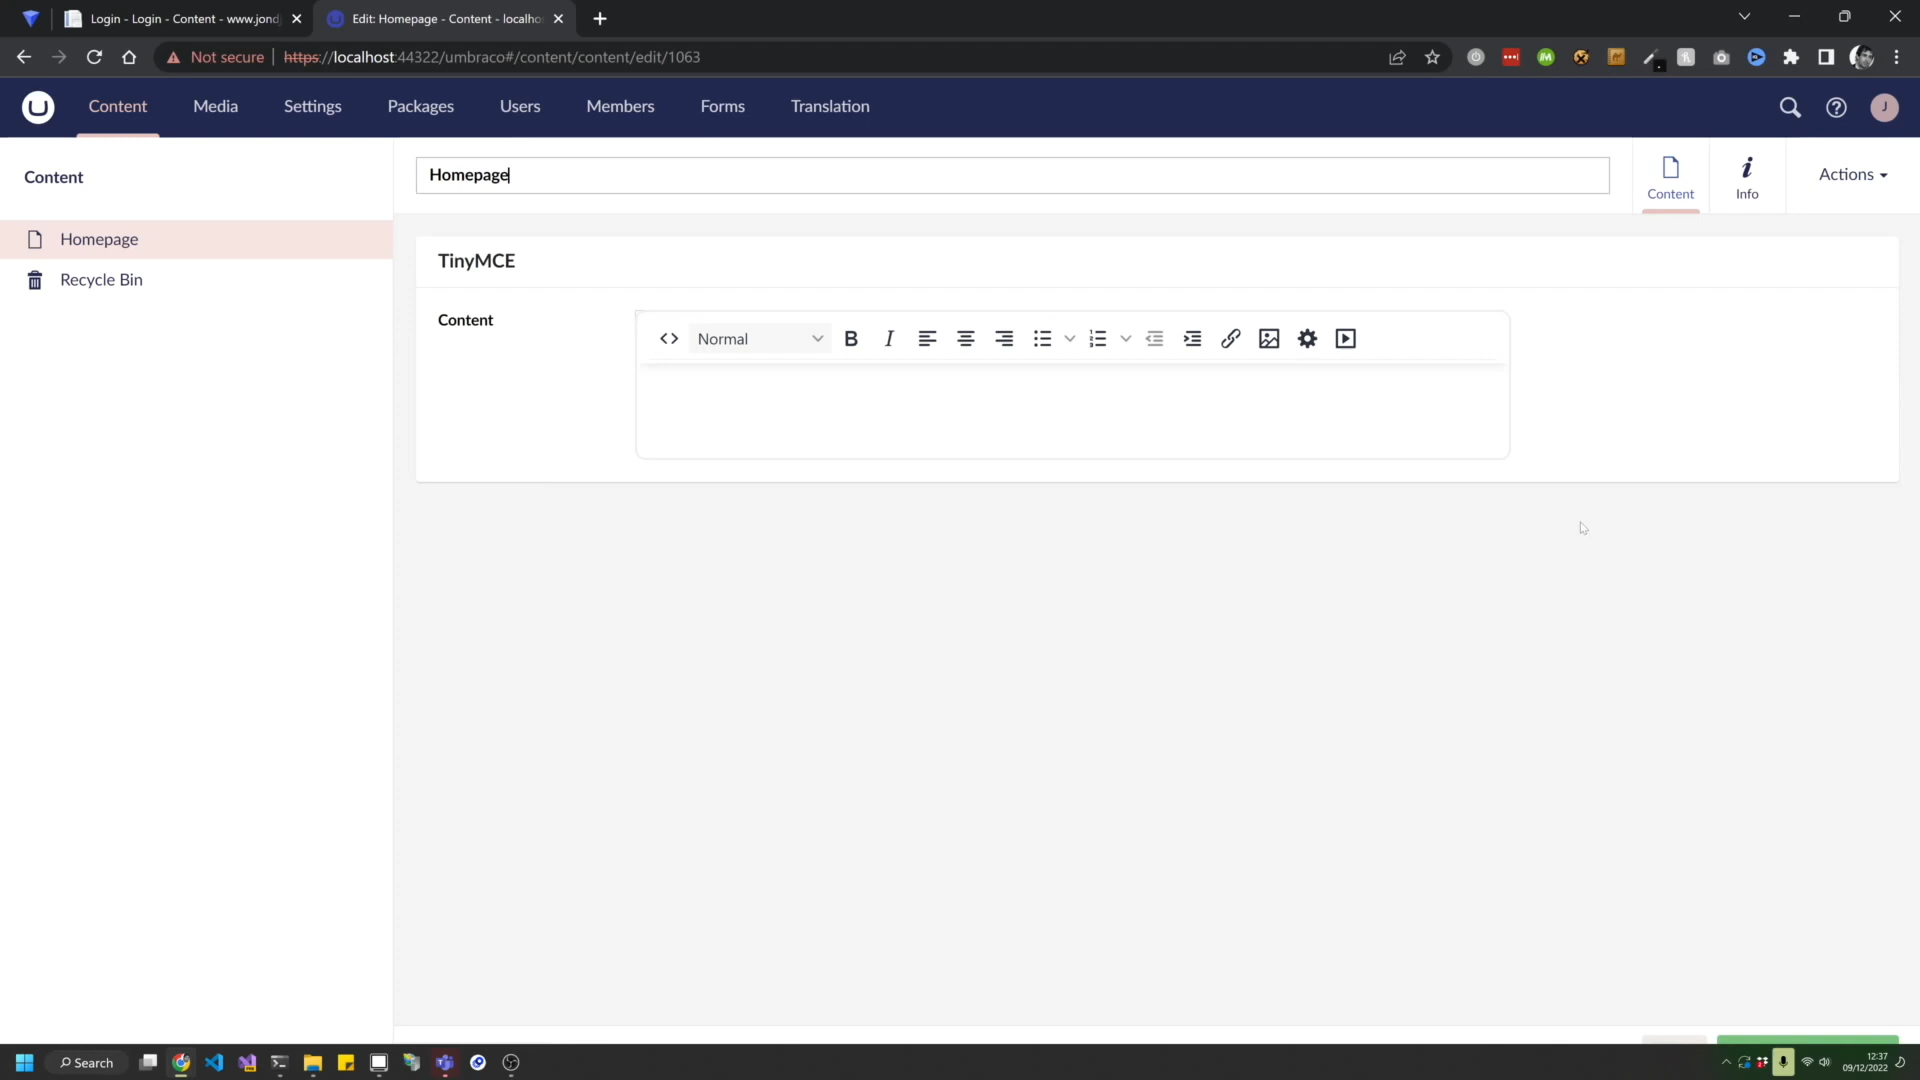 Login - Login - Content - www.jond
Edit: Homepage - Content - localho
Not secure
https://localhost:44322/umbraco#/content/content/edit/1063
Content
Media
Settings
Packages
Users
Members
Forms
Translation
J
Content
Homepage
Content
Info
Actions
Homepage
Recycle Bin
TinyMCE
Content
Normal
B
I
Search
12:37
09/12/2022